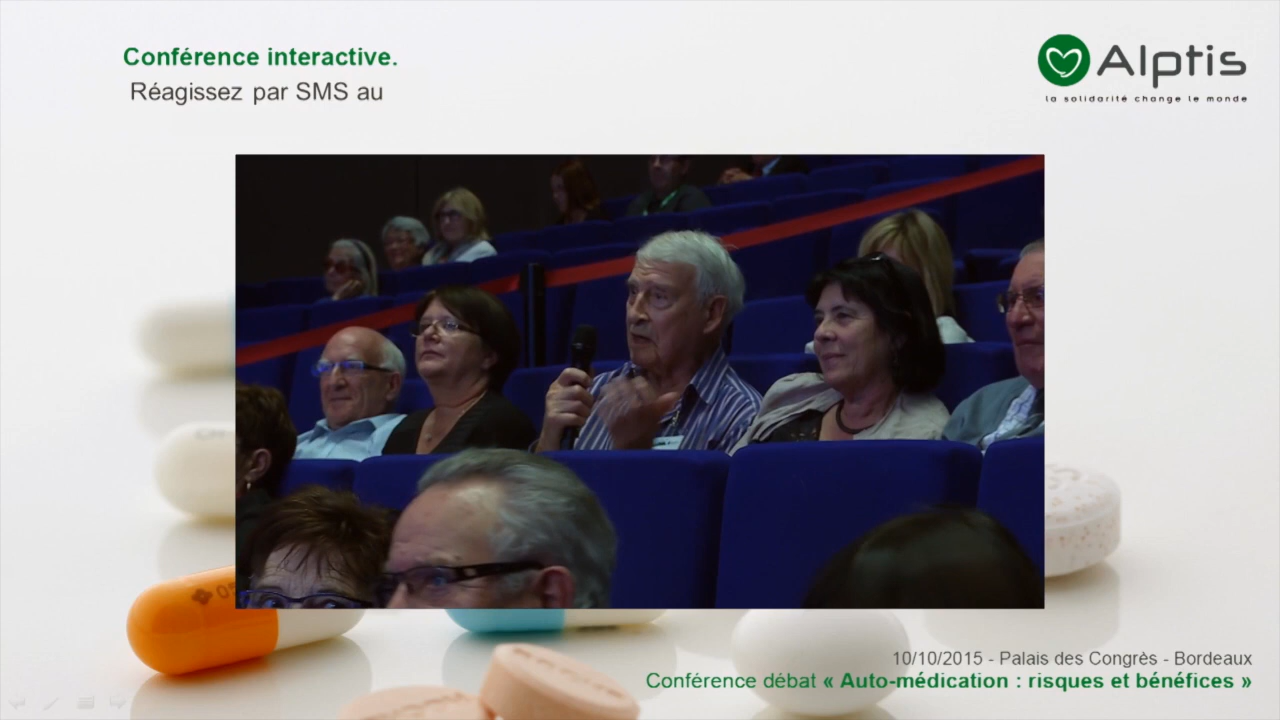 Conférence interactive.
Réagissez par SMS au
Alptis
la solidarité change le monde
10/10/2015 - Palais des Congrès - Bordeaux
Conférence débat « Auto-médication : risques et bénéfices »